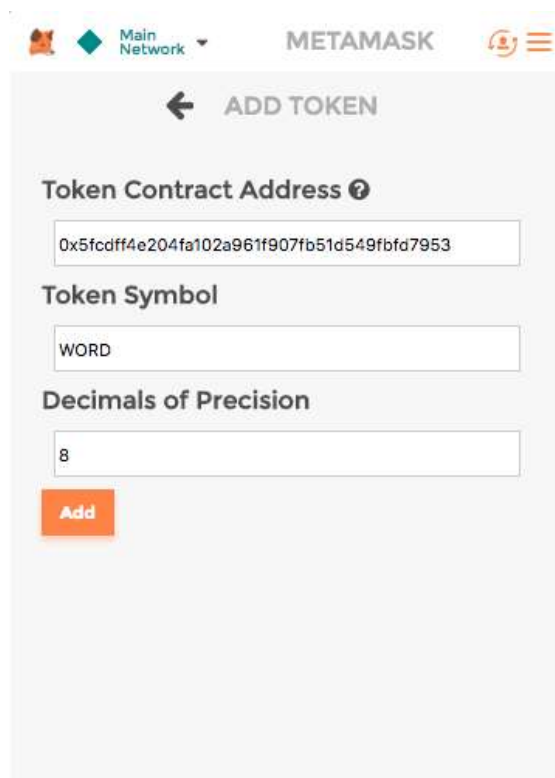 Main
Network
METAMASK
ADD TOKEN
Token Contract Address ?
0x5fcdff4e204fa102a961f907fb51d549fbfd7953
Token Symbol
WORD
Decimals of Precision
8
Add